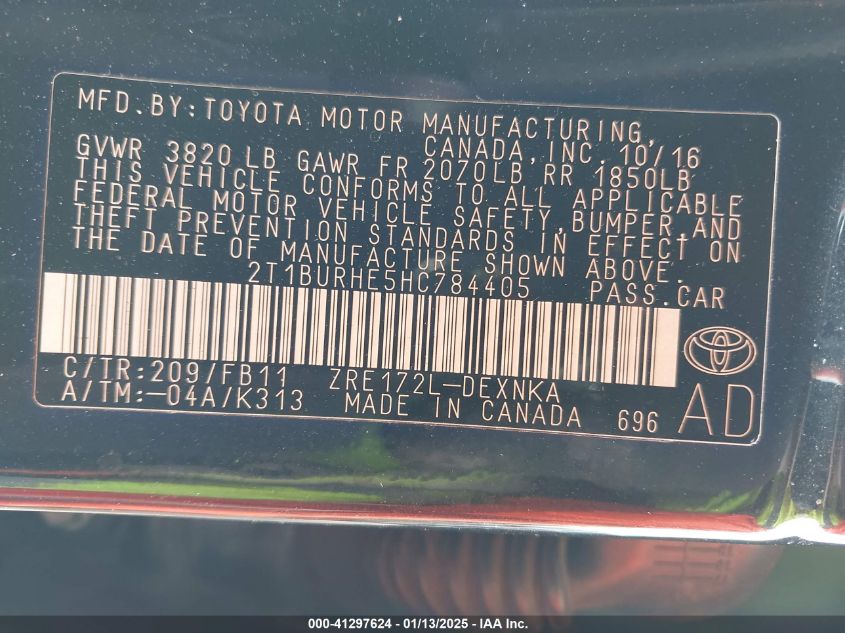 MFD.BY:TOYOTA MOTOR MANUFACTURING,
CANADA, INC. 10/16
GVWR 3820 LB GAWR FR 2070LB RR 1850LB
THIS VEHICLE CONFORMS TO ALL APPLICABLE
FEDERAL MOTOR VEHICLE SAFETY, BUMPER, AND
THEFT PREVENTION STANDARDS IN EFFECT ON
THE DATE OF MANUFACTURE SHOWN ABOVE.
2T1BURHE5HC784405 PASS.CAR
C/TR:209/FB11 ZRE172L-DEXNKA
A/TM:-04A/K313 MADE IN CANADA 696 AD
000-41297624 | 01/13/2025 - IAA Inc.